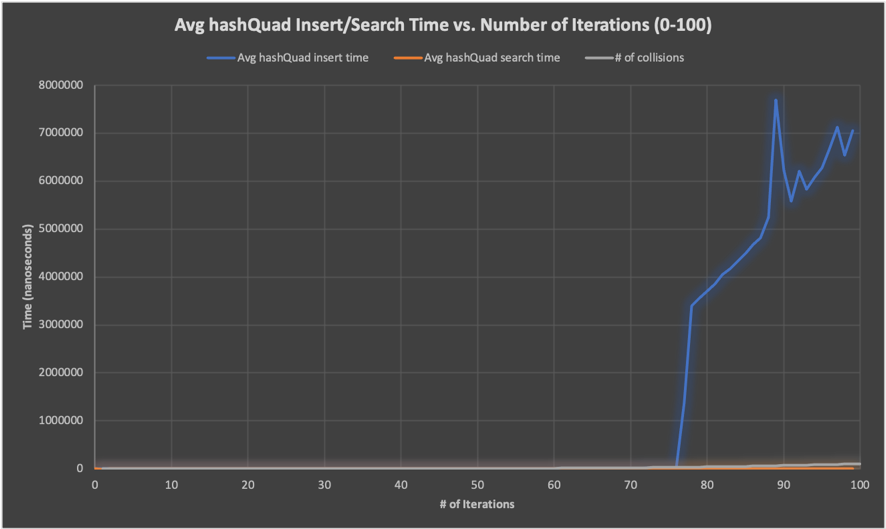 Avg hashQuad Insert/Search Time vs. Number of Iterations (0-100)
Avg hashQuad insert time Avg hashQuad search time # of collisions
8000000
7000000
6000000
5000000
4000000
3000000
2000000
1000000
0
Time (nanoseconds)
0 10 20 30 40 50 60 70 80 90 100
# of Iterations